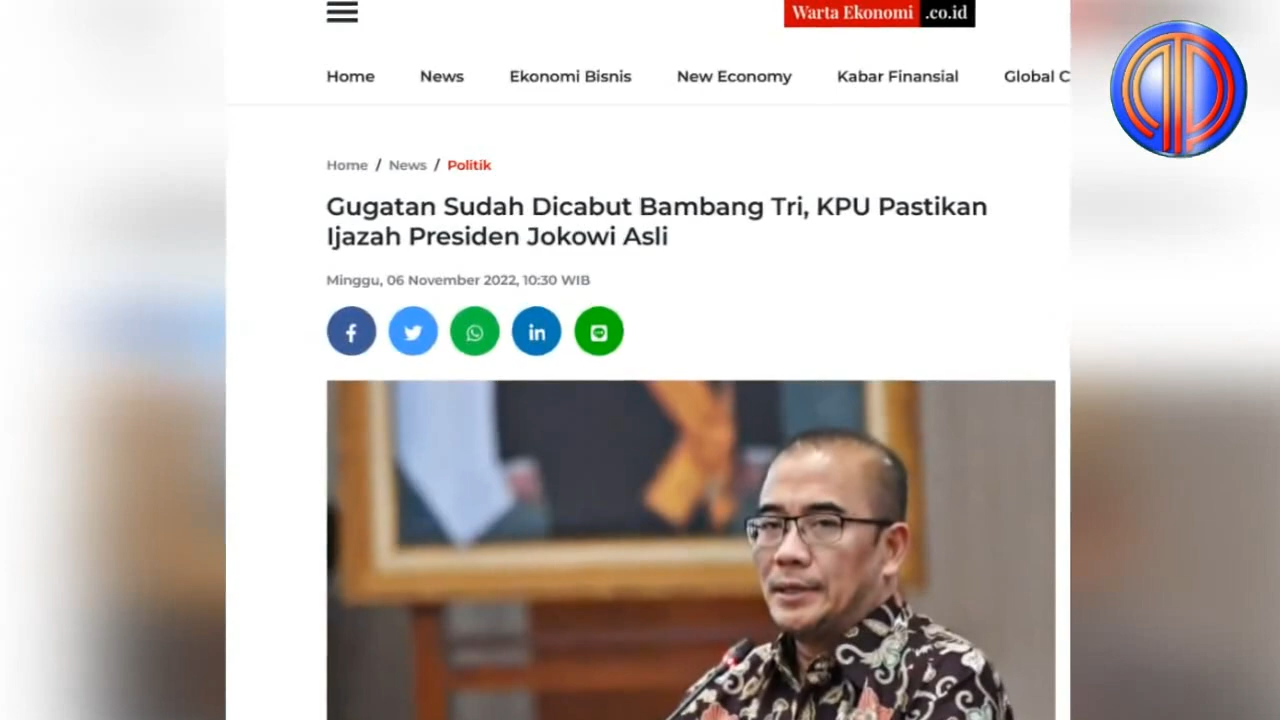 Warta Ekonomi .co.id
Home News Ekonomi Bisnis New Economy Kabar Finansial Global C
Home / News / Politik
Gugatan Sudah Dicabut Bambang Tri, KPU Pastikan
Ijazah Presiden Jokowi Asli
Minggu, 06 November 2022, 10:30 WIB